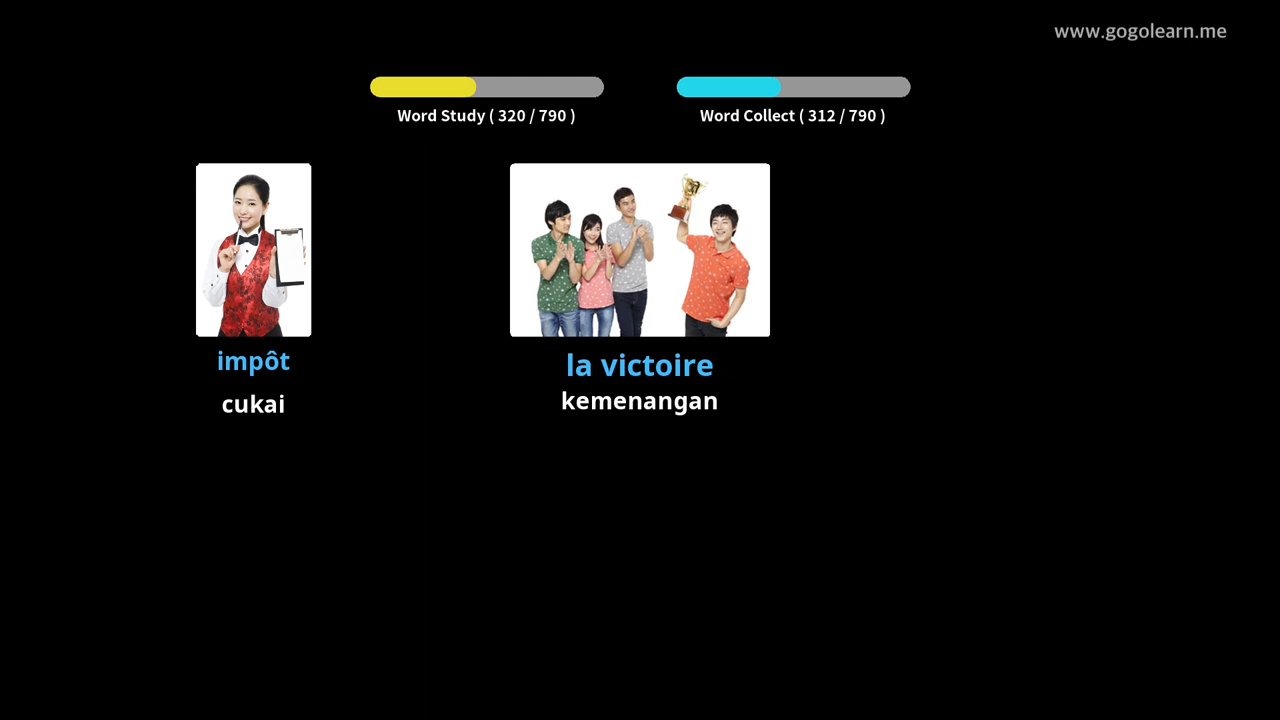 www.gogolearn.me
Word Study ( 320 / 790 )
Word Collect ( 312 / 790 )
impôt
cukai
la victoire
kemenangan